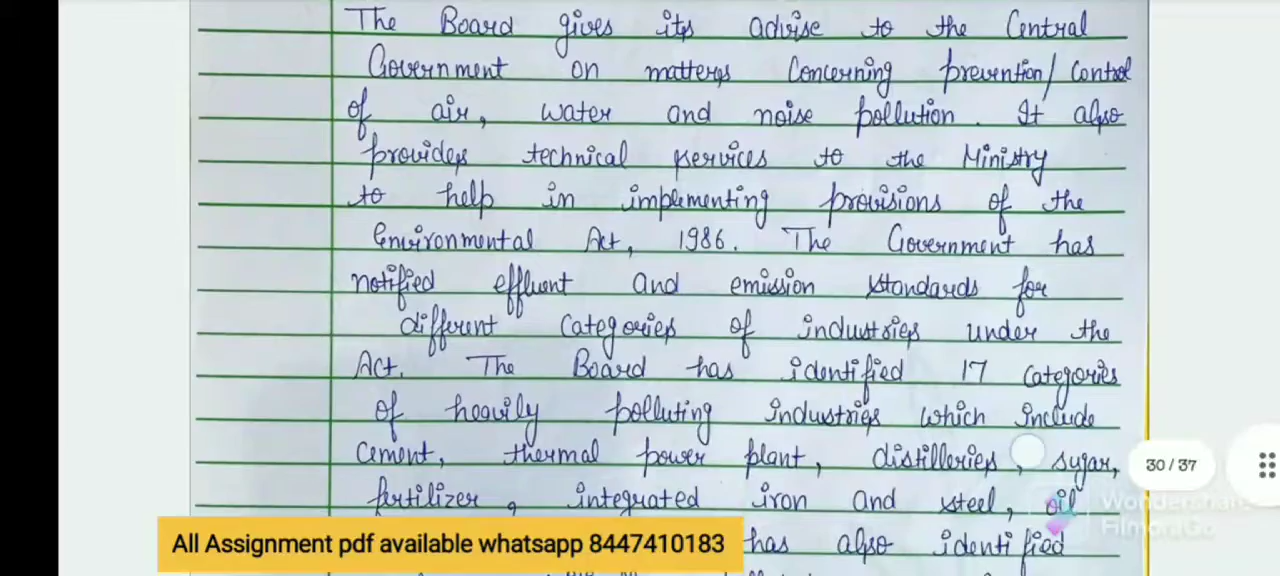 The Board gives its advise to the Central
Government on matters concerning prevention/control
of air, water and noise pollution. It also
provides technical services to the Ministry
to help in implementing provisions of the
Environmental Act, 1986. The Government has
notified effluent and emission standards for
different categories of industries under the
Act. The Board has identified 17 categories
of heavily polluting industries which include
cement, thermal power plant, distilleries, sugar,
fertilizer, integrated iron and steel, oil
has also identified
30 / 37
Wondershare
FilmoraGo
All Assignment pdf available whatsapp 8447410183